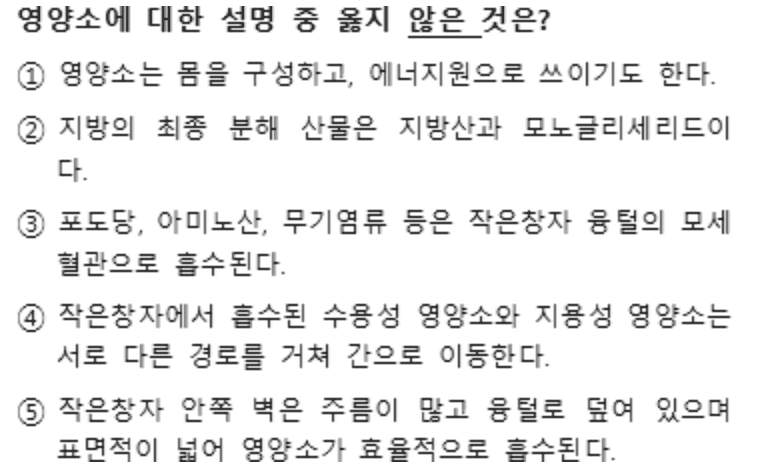 영양소에 대한 설명 중 옳지 않은 것은?
① 영양소는 몸을 구성하고, 에너지원으로 쓰이기도 한다.
② 지방의 최종 분해 산물은 지방산과 모노글리세리드이
다.
③ 포도당, 아미노산, 무기염류 등은 작은창자 융털의 모세
혈관으로 흡수된다.
④ 작은창자에서 흡수된 수용성 영양소와 지용성 영양소는
서로 다른 경로를 거쳐 간으로 이동한다.
⑤ 작은창자 안쪽 벽은 주름이 많고 융털로 덮여 있으며
표면적이 넓어 영양소가 효율적으로 흡수된다.